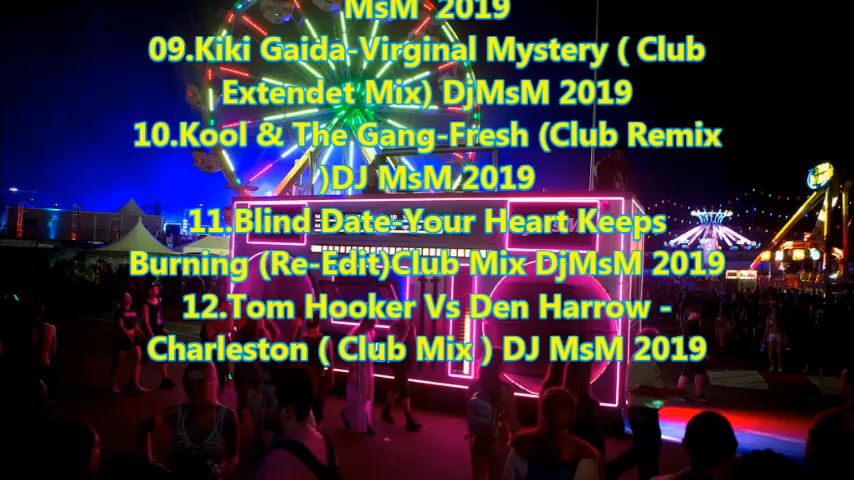 MsM 2019
09.Kiki Gaida-Virginal Mystery ( Club
Extendet Mix) DjMsM 2019
10.Kool & The Gang-Fresh (Club Remix
)DJ MsM 2019
11.Blind Date-Your Heart Keeps
Burning (Re-Edit)Club Mix DjMsM 2019
12.Tom Hooker Vs Den Harrow -
Charleston ( Club Mix ) DJ MsM 2019